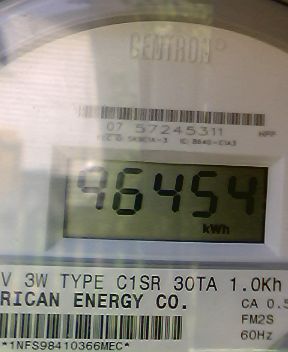 CENTRON
07 57245311 HPP
96454
kWh
V 3W TYPE C1SR 30TA 1.0Kh
RICAN ENERGY CO. CA 0.5
FM2S
60Hz
*1NFS98410366MEC*